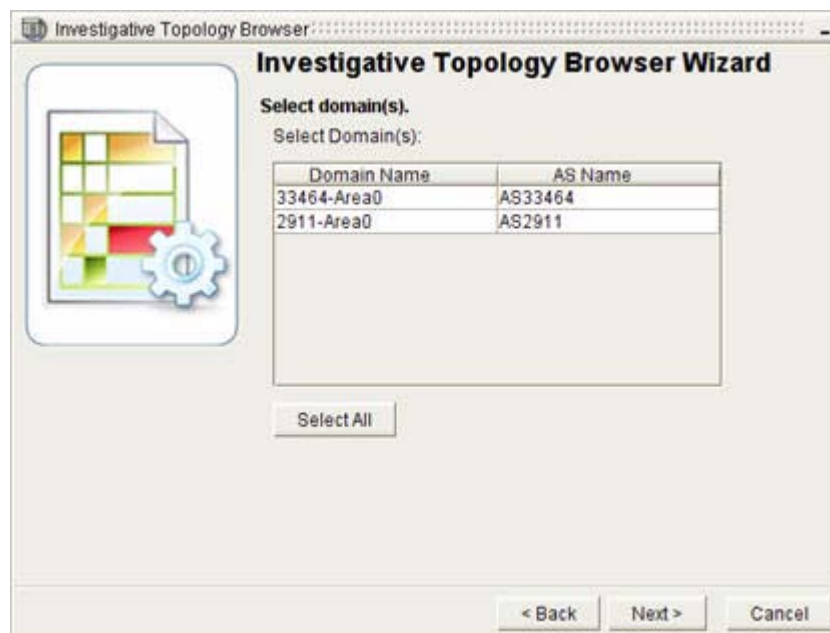 Investigative Topology Browser
Investigative Topology Browser Wizard
Select domain(s).
Select Domain(s):
Domain Name AS Name
33464-Area0 AS33464
2911-Area0 AS2911
Select All
< Back Next > Cancel